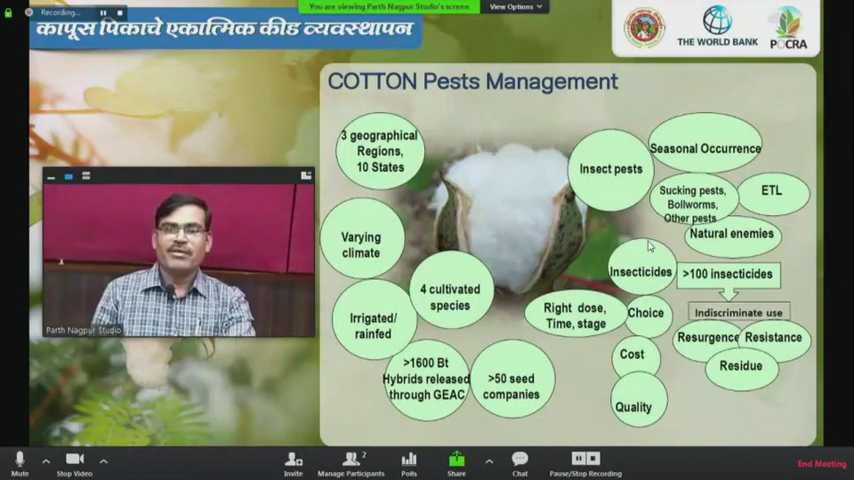 Recording...
You are viewing Parth Nagpur Studio's screen
View Options
कापूस पिकाचे एकात्मिक कीड व्यवस्थापन
THE WORLD BANK
POCRA
COTTON Pests Management
3 geographical
Regions,
10 States
Varying
climate
Irrigated/
rainfed
4 cultivated
species
>1600 Bt
Hybrids released
through GEAC
>50 seed
companies
Insect pests
Seasonal Occurrence
Sucking pests,
Bollworms,
Other pests
ETL
Natural enemies
Insecticides
>100 insecticides
Right dose,
Time, stage
Choice
Indiscriminate use
Resurgence
Resistance
Residue
Cost
Quality
Parth Nagpur Studio
Mute
Stop Video
Invite
2
Manage Participants
Polls
Share
Chat
Pause/Stop Recording
End Meeting